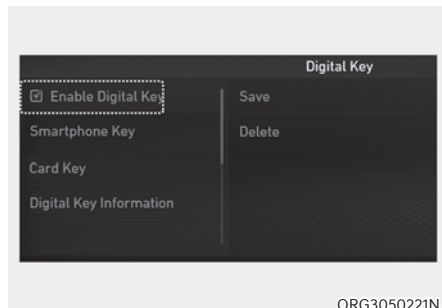 Digital Key
Enable Digital Key
Save
Smartphone Key
Delete
Card Key
Digital Key Information
ORG3050221N